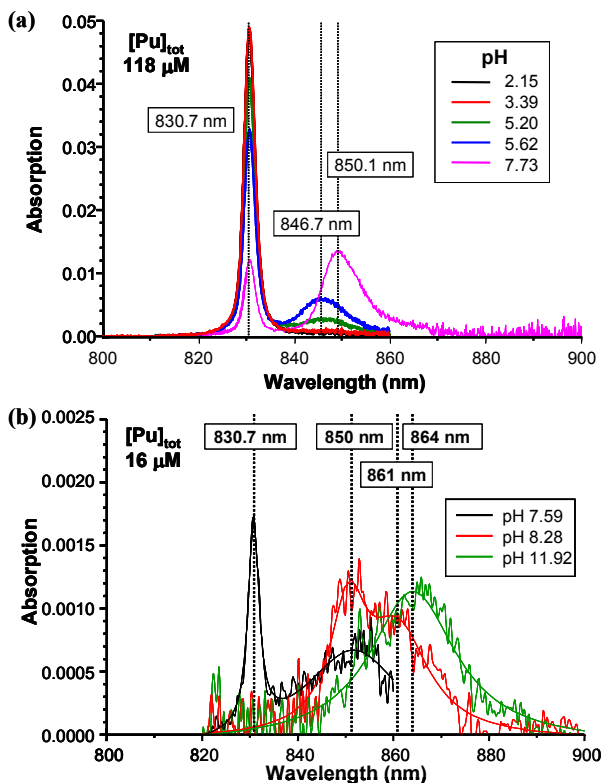 (a)
[Pu]tot
118 μM
830.7 nm
850.1 nm
846.7 nm
pH
2.15
3.39
5.20
5.62
7.73
Absorption
0.05
0.04
0.03
0.02
0.01
0.00
800 820 840 860 880 900
Wavelength (nm)
(b)
[Pu]tot
16 μM
830.7 nm
850 nm
864 nm
861 nm
pH 7.59
pH 8.28
pH 11.92
Absorption
0.0025
0.0020
0.0015
0.0010
0.0005
0.0000
800 820 840 860 880 900
Wavelength (nm)